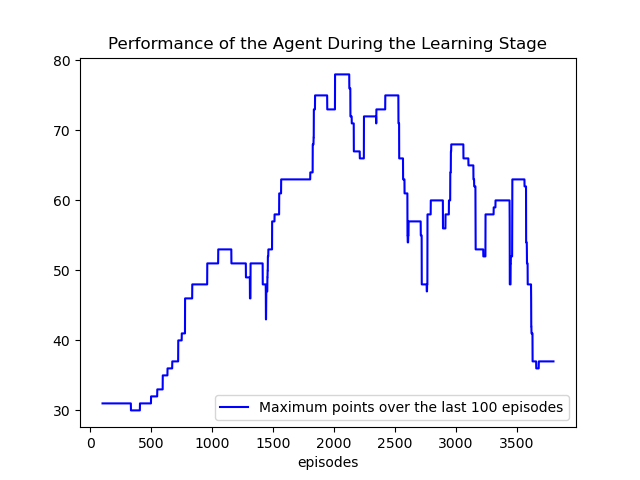 Performance of the Agent During the Learning Stage
80
70
60
50
40
30
Maximum points over the last 100 episodes
0 500 1000 1500 2000 2500 3000 3500
episodes